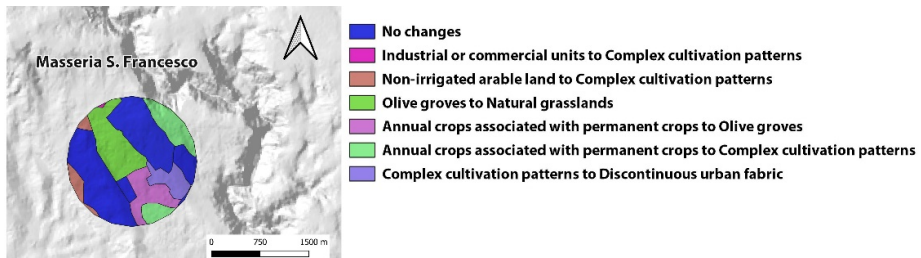 Masseria S. Francesco
0 750 1500 m
No changes
Industrial or commercial units to Complex cultivation patterns
Non-irrigated arable land to Complex cultivation patterns
Olive groves to Natural grasslands
Annual crops associated with permanent crops to Olive groves
Annual crops associated with permanent crops to Complex cultivation patterns
Complex cultivation patterns to Discontinuous urban fabric